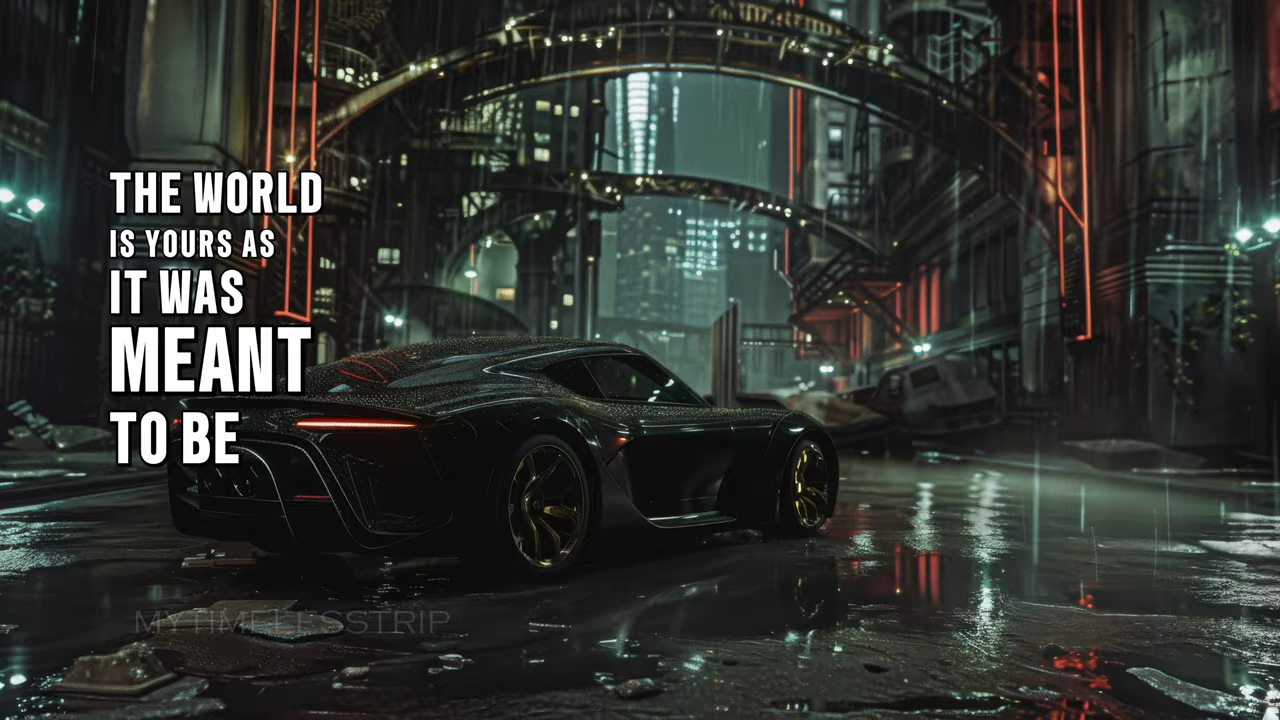 THE WORLD
IS YOURS AS
IT WAS
MEANT
TO BE
MYTIMELESSTRIP